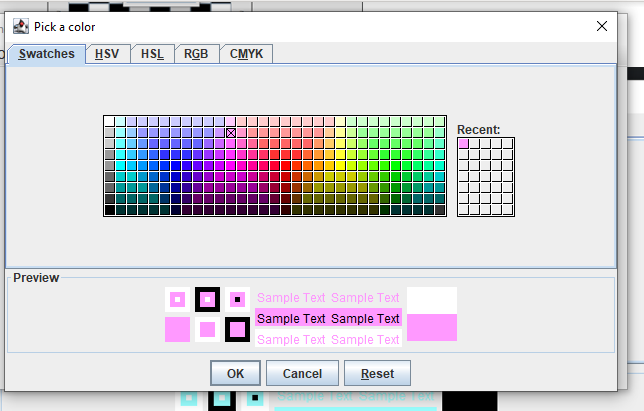 Pick a color
Swatches HSV HSL RGB CMYK
Recent:
Preview
Sample Text Sample Text
Sample Text Sample Text
Sample Text Sample Text
OK Cancel Reset